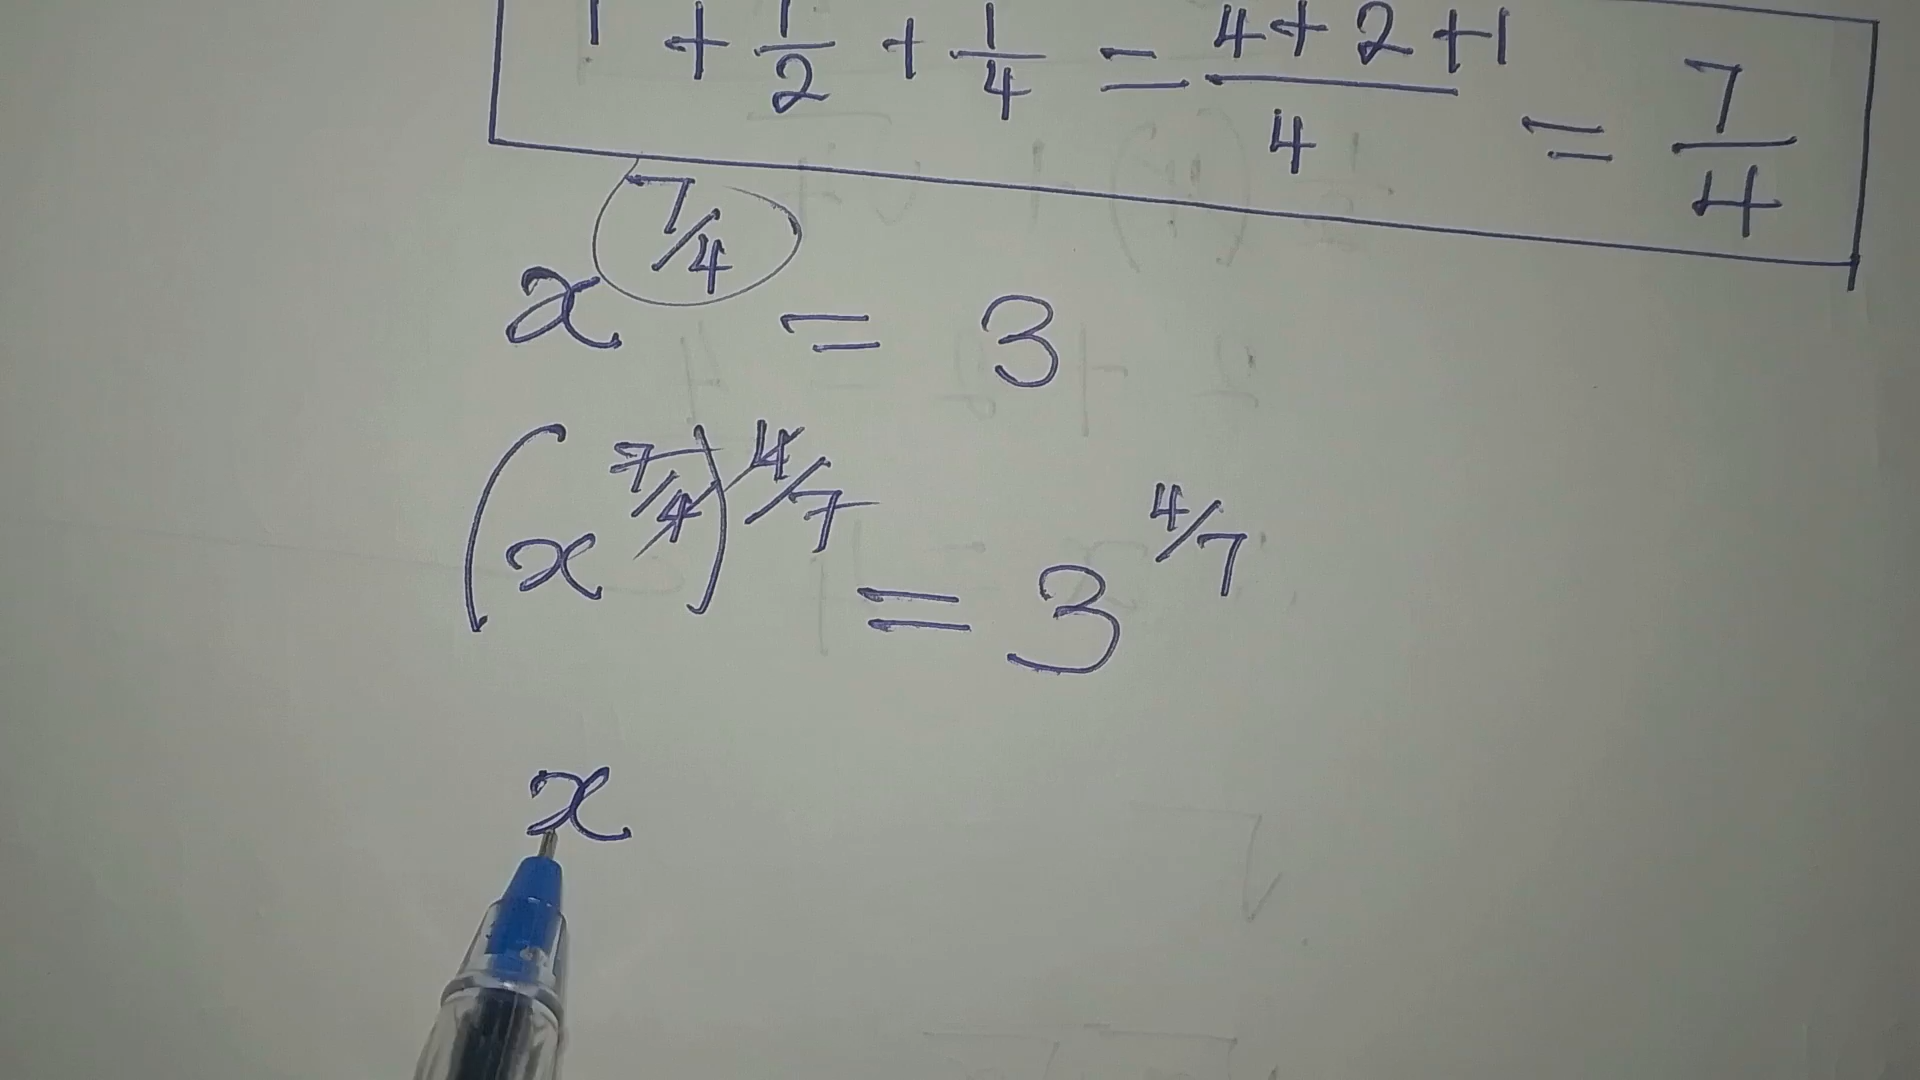 1 + 1/2 + 1/4 = (4+2+1)/4 = 7/4
x^(7/4) = 3
(x^(7/4))^(4/7) = 3^(4/7)
x